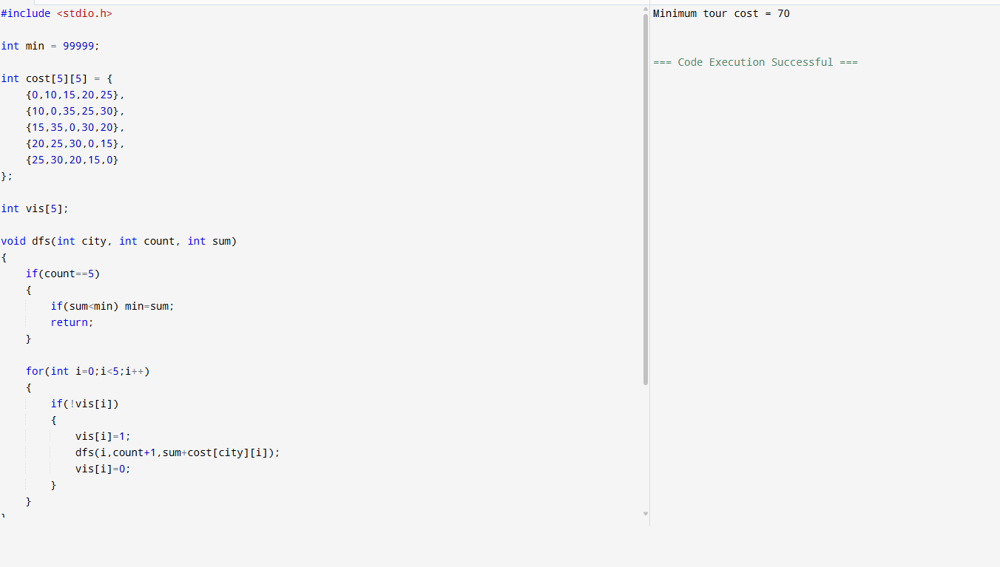 #include <stdio.h>
int min = 99999;
int cost[5][5] = {
    {0,10,15,20,25},
    {10,0,35,25,30},
    {15,35,0,30,20},
    {20,25,30,0,15},
    {25,30,20,15,0}
};
int vis[5];
void dfs(int city, int count, int sum)
{
    if(count==5)
    {
        if(sum<min) min=sum;
        return;
    }
    for(int i=0;i<5;i++)
    {
        if(!vis[i])
        {
            vis[i]=1;
            dfs(i,count+1,sum+cost[city][i]);
            vis[i]=0;
        }
    }
}
Minimum tour cost = 70
=== Code Execution Successful ===